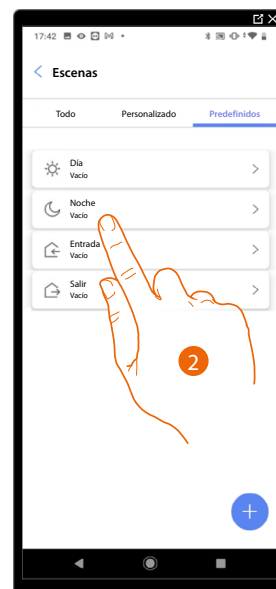 17:42
Escenas
Todo Personalizado Predefinidos
Día
Vacío
Noche
Vacío
Entrada
Vacío
Salir
Vacío
2